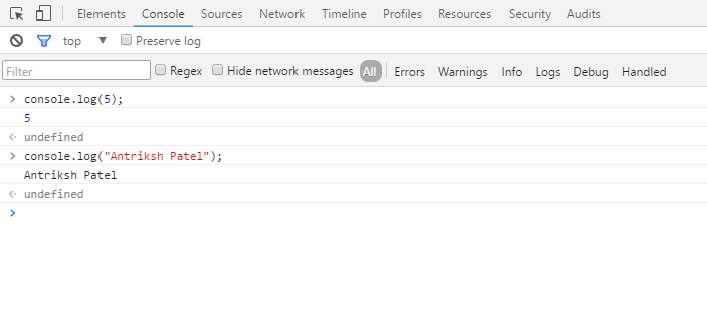 Elements Console Sources Network Timeline Profiles Resources Security Audits
top Preserve log
Filter Regex Hide network messages All Errors Warnings Info Logs Debug Handled
> console.log(5);
5
<· undefined
> console.log("Antriksh Patel");
Antriksh Patel
<· undefined
>